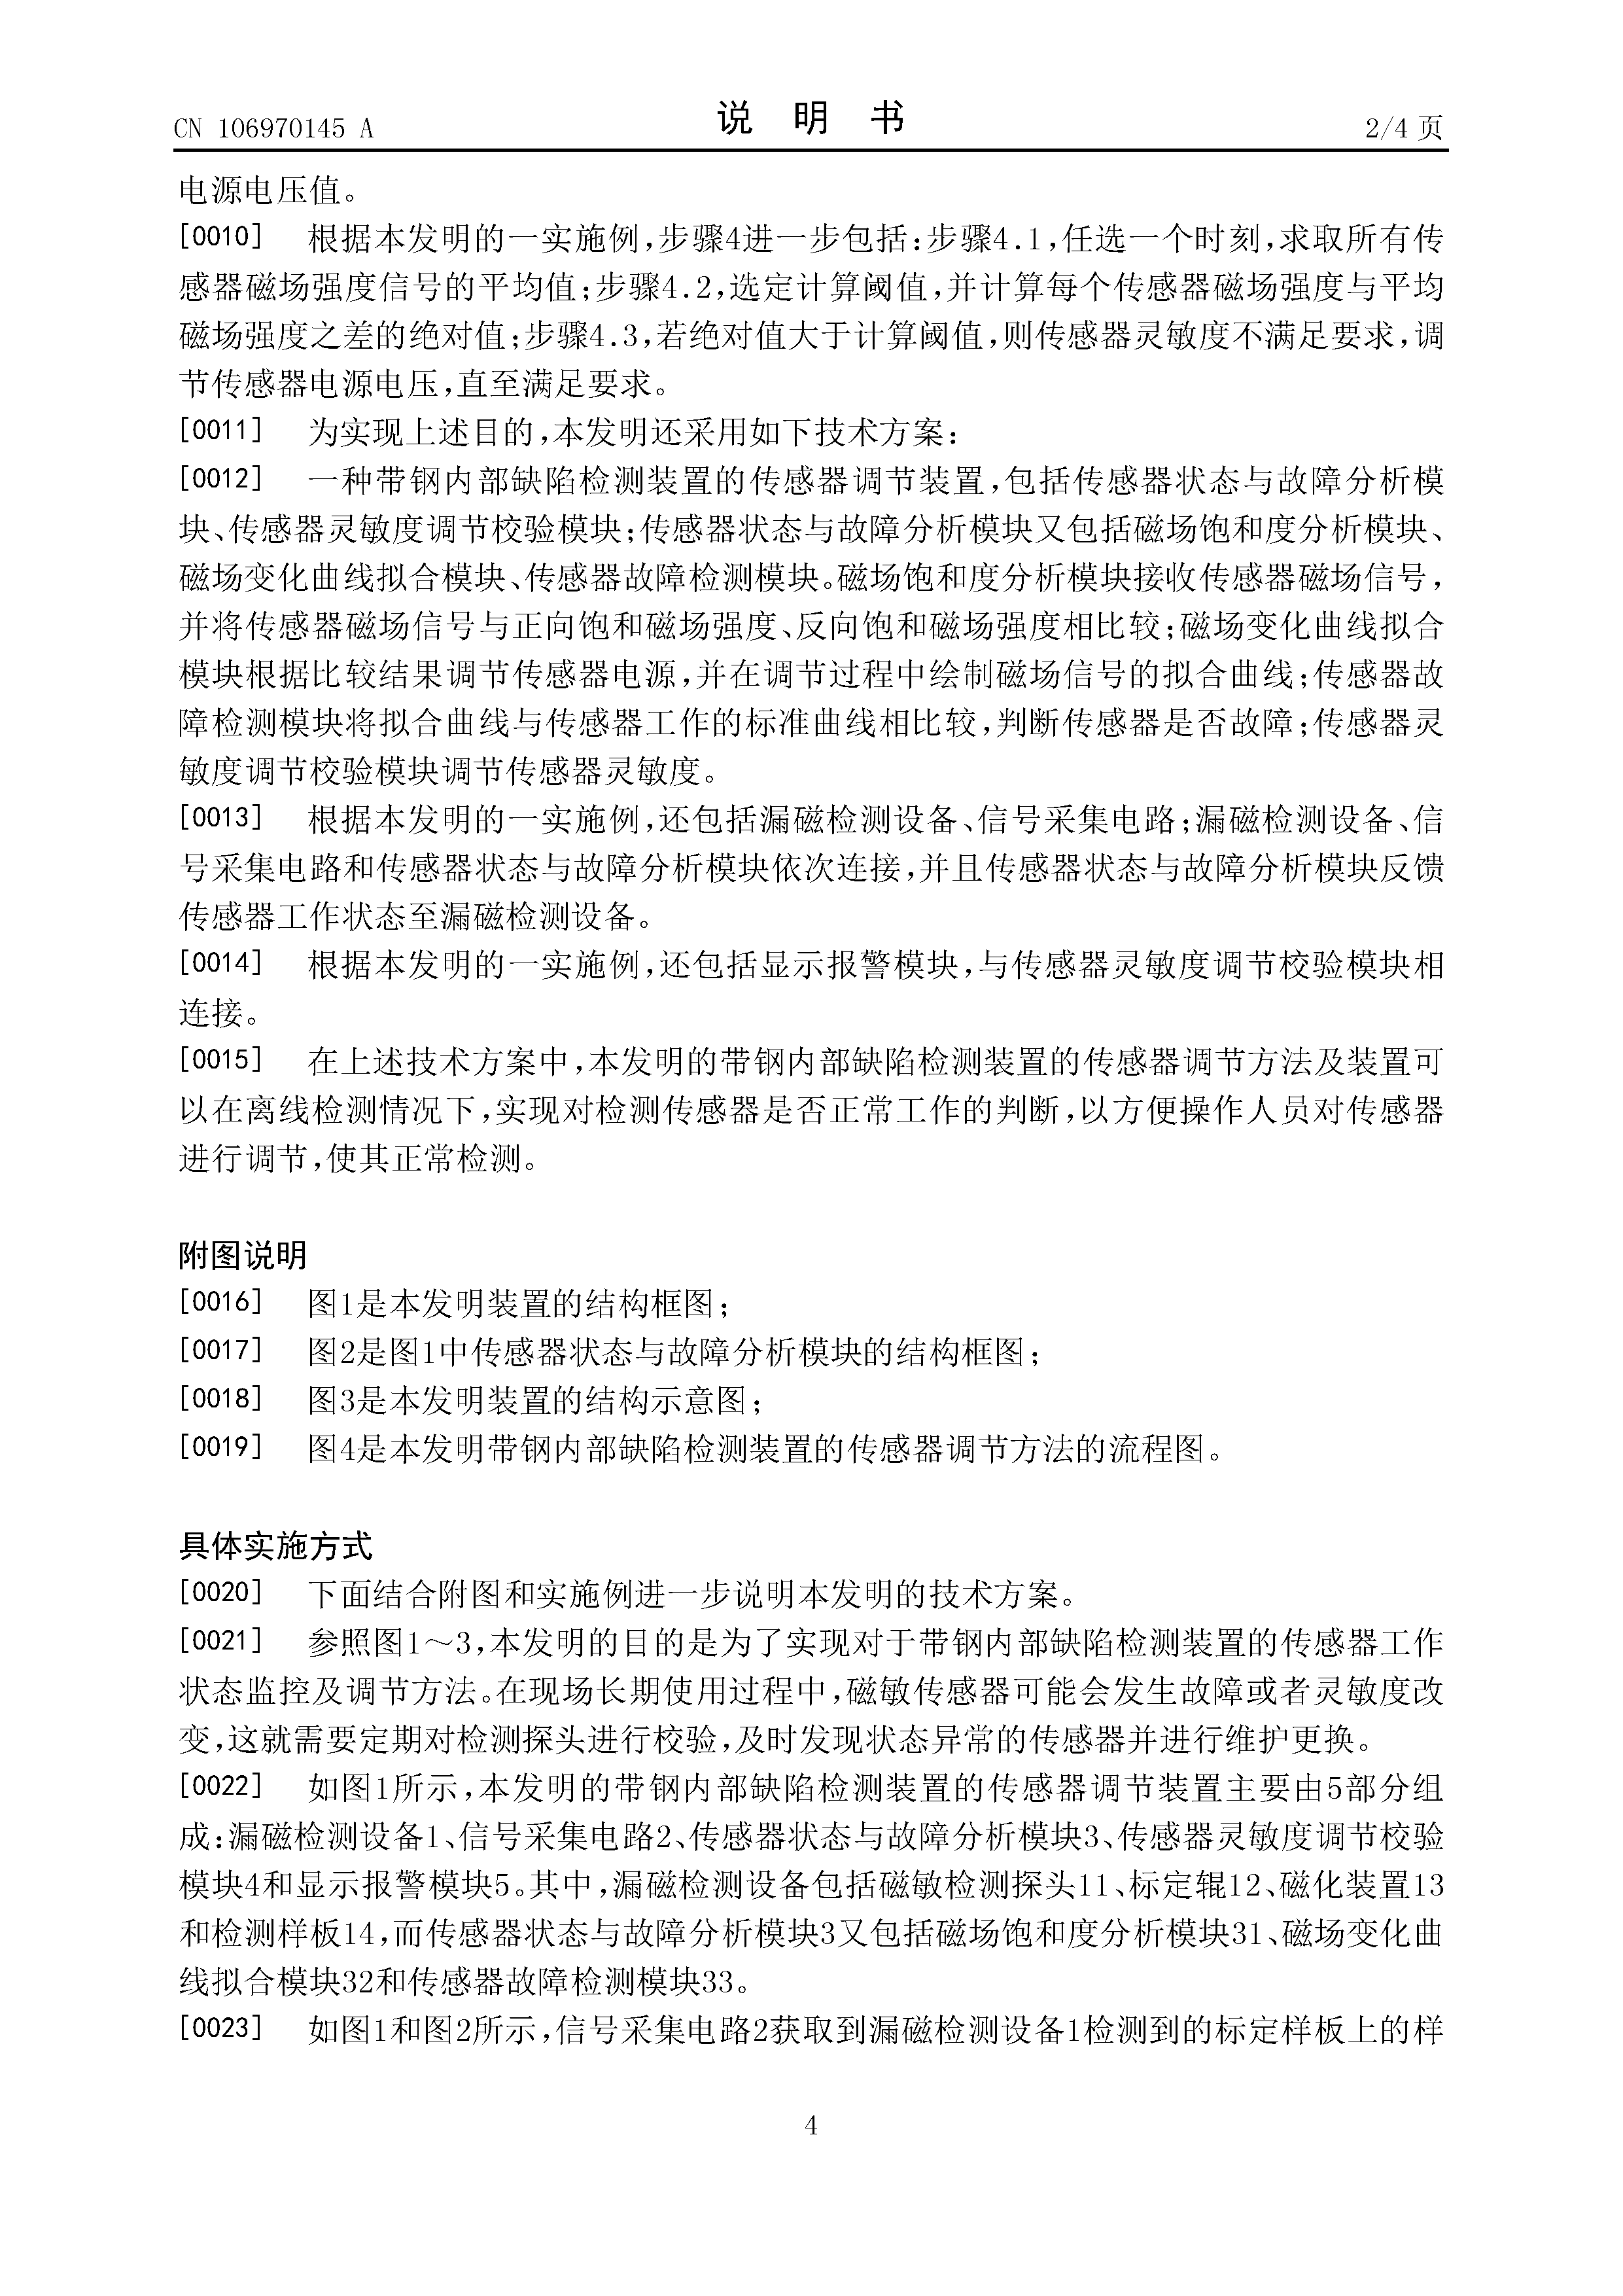 CN 106970145 A
说 明 书
2/4 页
电源电压值。
[0010] 根据本发明的一实施例,步骤4进一步包括:步骤4.1,任选一个时刻,求取所有传
感器磁场强度信号的平均值;步骤4.2,选定计算阈值,并计算每个传感器磁场强度与平均
磁场强度之差的绝对值;步骤4.3,若绝对值大于计算阈值,则传感器灵敏度不满足要求,调
节传感器电源电压,直至满足要求。
[0011] 为实现上述目的,本发明还采用如下技术方案:
[0012] 一种带钢内部缺陷检测装置的传感器调节装置,包括传感器状态与故障分析模
块、传感器灵敏度调节校验模块;传感器状态与故障分析模块又包括磁场饱和度分析模块、
磁场变化曲线拟合模块、传感器故障检测模块。磁场饱和度分析模块接收传感器磁场信号,
并将传感器磁场信号与正向饱和磁场强度、反向饱和磁场强度相比较;磁场变化曲线拟合
模块根据比较结果调节传感器电源,并在调节过程中绘制磁场信号的拟合曲线;传感器故
障检测模块将拟合曲线与传感器工作的标准曲线相比较,判断传感器是否故障;传感器灵
敏度调节校验模块调节传感器灵敏度。
[0013] 根据本发明的一实施例,还包括漏磁检测设备、信号采集电路;漏磁检测设备、信
号采集电路和传感器状态与故障分析模块依次连接,并且传感器状态与故障分析模块反馈
传感器工作状态至漏磁检测设备。
[0014] 根据本发明的一实施例,还包括显示报警模块,与传感器灵敏度调节校验模块相
连接。
[0015] 在上述技术方案中,本发明的带钢内部缺陷检测装置的传感器调节方法及装置可
以在离线检测情况下,实现对检测传感器是否正常工作的判断,以方便操作人员对传感器
进行调节,使其正常检测。
附图说明
[0016] 图1是本发明装置的结构框图;
[0017] 图2是图1中传感器状态与故障分析模块的结构框图;
[0018] 图3是本发明装置的结构示意图;
[0019] 图4是本发明带钢内部缺陷检测装置的传感器调节方法的流程图。
具体实施方式
[0020] 下面结合附图和实施例进一步说明本发明的技术方案。
[0021] 参照图1～3,本发明的目的是为了实现对于带钢内部缺陷检测装置的传感器工作
状态监控及调节方法。在现场长期使用过程中,磁敏传感器可能会发生故障或者灵敏度改
变,这就需要定期对检测探头进行校验,及时发现状态异常的传感器并进行维护更换。
[0022] 如图1所示,本发明的带钢内部缺陷检测装置的传感器调节装置主要由5部分组
成:漏磁检测设备1、信号采集电路2、传感器状态与故障分析模块3、传感器灵敏度调节校验
模块4和显示报警模块5。其中,漏磁检测设备包括磁敏检测探头11、标定辊12、磁化装置13
和检测样板14,而传感器状态与故障分析模块3又包括磁场饱和度分析模块31、磁场变化曲
线拟合模块32和传感器故障检测模块33。
[0023] 如图1和图2所示,信号采集电路2获取到漏磁检测设备1检测到的标定样板上的样
4